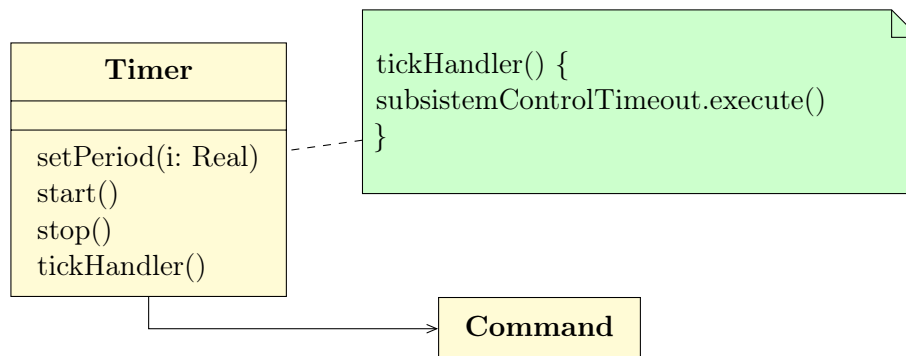 Timer
setPeriod(i: Real)
start()
stop()
tickHandler()
tickHandler() {
subsistemControlTimeout.execute()
}
Command